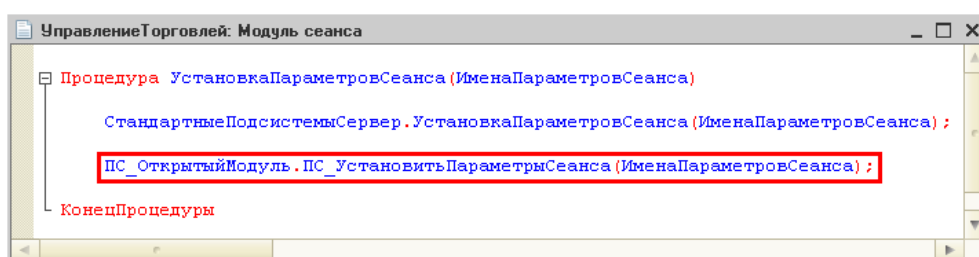 УправлениеТорговлей: Модуль сеанса
Процедура УстановкаПараметровСеанса(ИменаПараметровСеанса)
СтандартныеПодсистемыСервер.УстановкаПараметровСеанса(ИменаПараметровСеанса);
ПС_ОткрытыйМодуль.ПС_УстановитьПараметрыСеанса(ИменаПараметровСеанса);
КонецПроцедуры